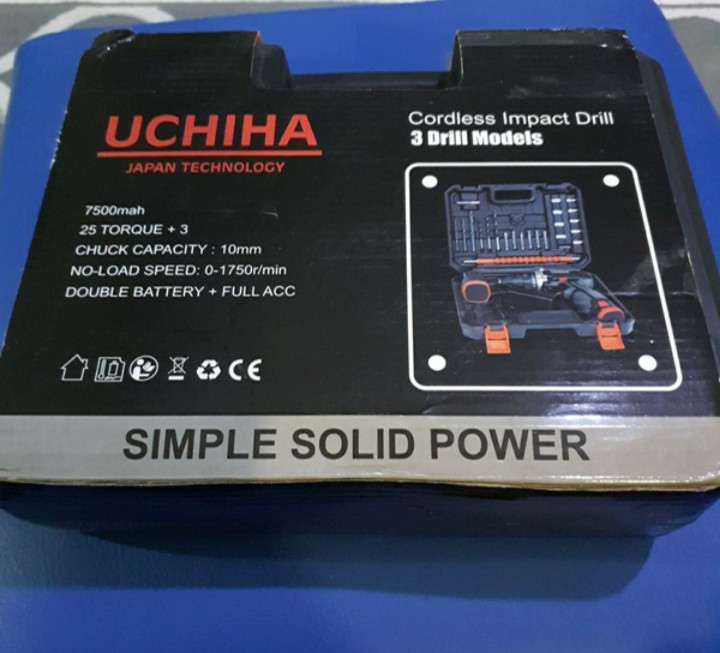 UCHIHA
JAPAN TECHNOLOGY
Cordless Impact Drill
3 Drill Models
7500mah
25 TORQUE + 3
CHUCK CAPACITY : 10mm
NO-LOAD SPEED: 0-1750r/min
DOUBLE BATTERY + FULL ACC
CE
SIMPLE SOLID POWER